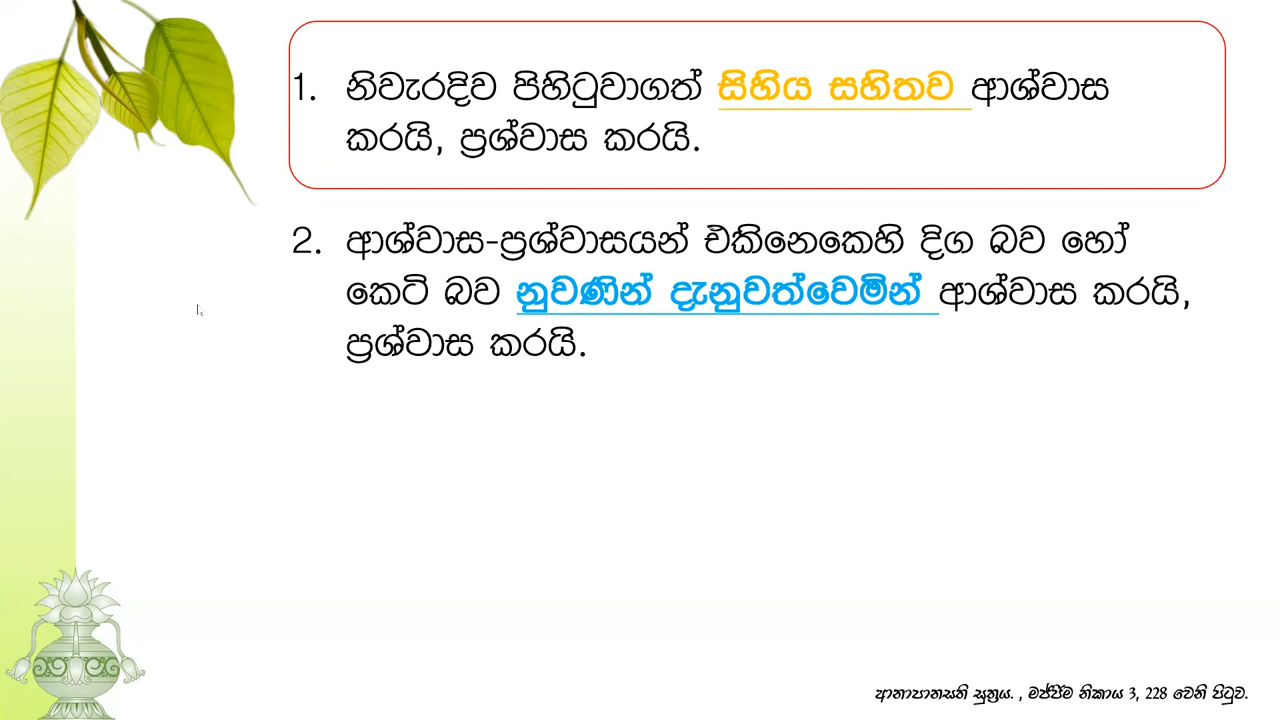 1. නිවැරදිව පිහිටුවාගත් සිහිය සහිතව ආශ්වාස
කරයි, ප්‍රශ්වාස කරයි.
2. ආශ්වාස-ප්‍රශ්වාසයන් එකිනෙකෙහි දිග බව හෝ
කෙටි බව නුවණින් දැනුවත්වෙමින් ආශ්වාස කරයි,
ප්‍රශ්වාස කරයි.
ආනාපානසති සුත්‍රය. , මජ්ඣිම නිකාය 3, 228 වෙනි පිටුව.